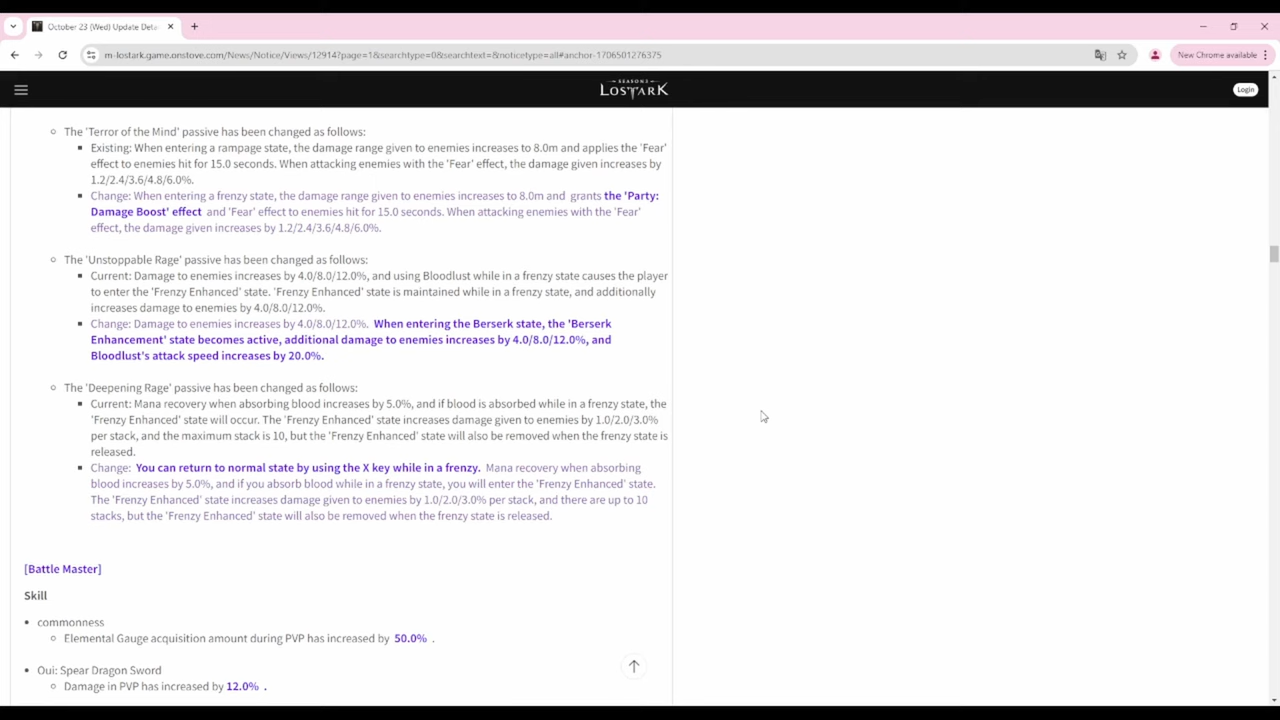 October 23 (Wed) Update Deta
m-lostark.game.onstove.com/News/Notice/Views/12914?page=1&searchtype=0&searchtext=&noticetype=all#anchor-1706501276375
New Chrome available
SEASON3
LOSTARK
Login
The 'Terror of the Mind' passive has been changed as follows:
Existing: When entering a rampage state, the damage range given to enemies increases to 8.0m and applies the 'Fear'
effect to enemies hit for 15.0 seconds. When attacking enemies with the 'Fear' effect, the damage given increases by
1.2/2.4/3.6/4.8/6.0%.
Change: When entering a frenzy state, the damage range given to enemies increases to 8.0m and grants the 'Party:
Damage Boost' effect and 'Fear' effect to enemies hit for 15.0 seconds. When attacking enemies with the 'Fear'
effect, the damage given increases by 1.2/2.4/3.6/4.8/6.0%.
The 'Unstoppable Rage' passive has been changed as follows:
Current: Damage to enemies increases by 4.0/8.0/12.0%, and using Bloodlust while in a frenzy state causes the player
to enter the 'Frenzy Enhanced' state. 'Frenzy Enhanced' state is maintained while in a frenzy state, and additionally
increases damage to enemies by 4.0/8.0/12.0%.
Change: Damage to enemies increases by 4.0/8.0/12.0%. When entering the Berserk state, the 'Berserk
Enhancement' state becomes active, additional damage to enemies increases by 4.0/8.0/12.0%, and
Bloodlust's attack speed increases by 20.0%.
The 'Deepening Rage' passive has been changed as follows:
Current: Mana recovery when absorbing blood increases by 5.0%, and if blood is absorbed while in a frenzy state, the
'Frenzy Enhanced' state will occur. The 'Frenzy Enhanced' state increases damage given to enemies by 1.0/2.0/3.0%
per stack, and the maximum stack is 10, but the 'Frenzy Enhanced' state will also be removed when the frenzy state is
released.
Change: You can return to normal state by using the X key while in a frenzy. Mana recovery when absorbing
blood increases by 5.0%, and if you absorb blood while in a frenzy state, you will enter the 'Frenzy Enhanced' state.
The 'Frenzy Enhanced' state increases damage given to enemies by 1.0/2.0/3.0% per stack, and there are up to 10
stacks, but the 'Frenzy Enhanced' state will also be removed when the frenzy state is released.
[Battle Master]
Skill
commonness
Elemental Gauge acquisition amount during PVP has increased by 50.0% .
Oui: Spear Dragon Sword
Damage in PVP has increased by 12.0% .